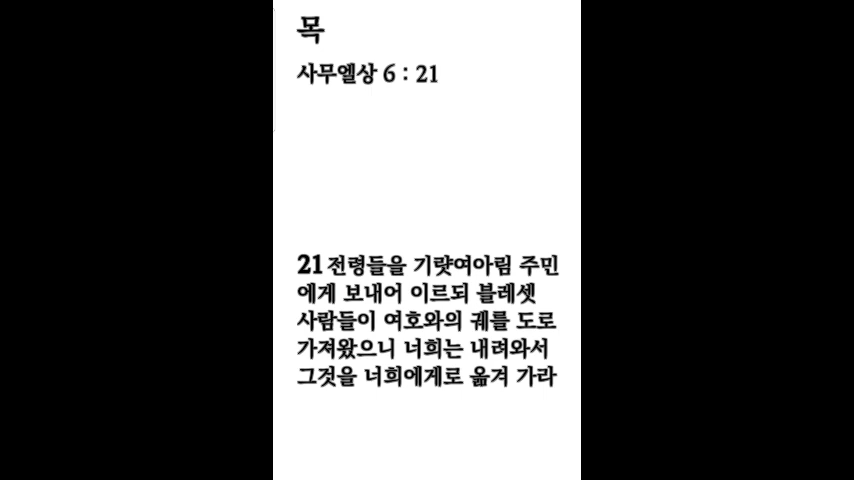 목
사무엘상 6 : 21
21 전령들을 기럇여아림 주민
에게 보내어 이르되 블레셋
사람들이 여호와의 궤를 도로
가져왔으니 너희는 내려와서
그것을 너희에게로 옮겨 가라